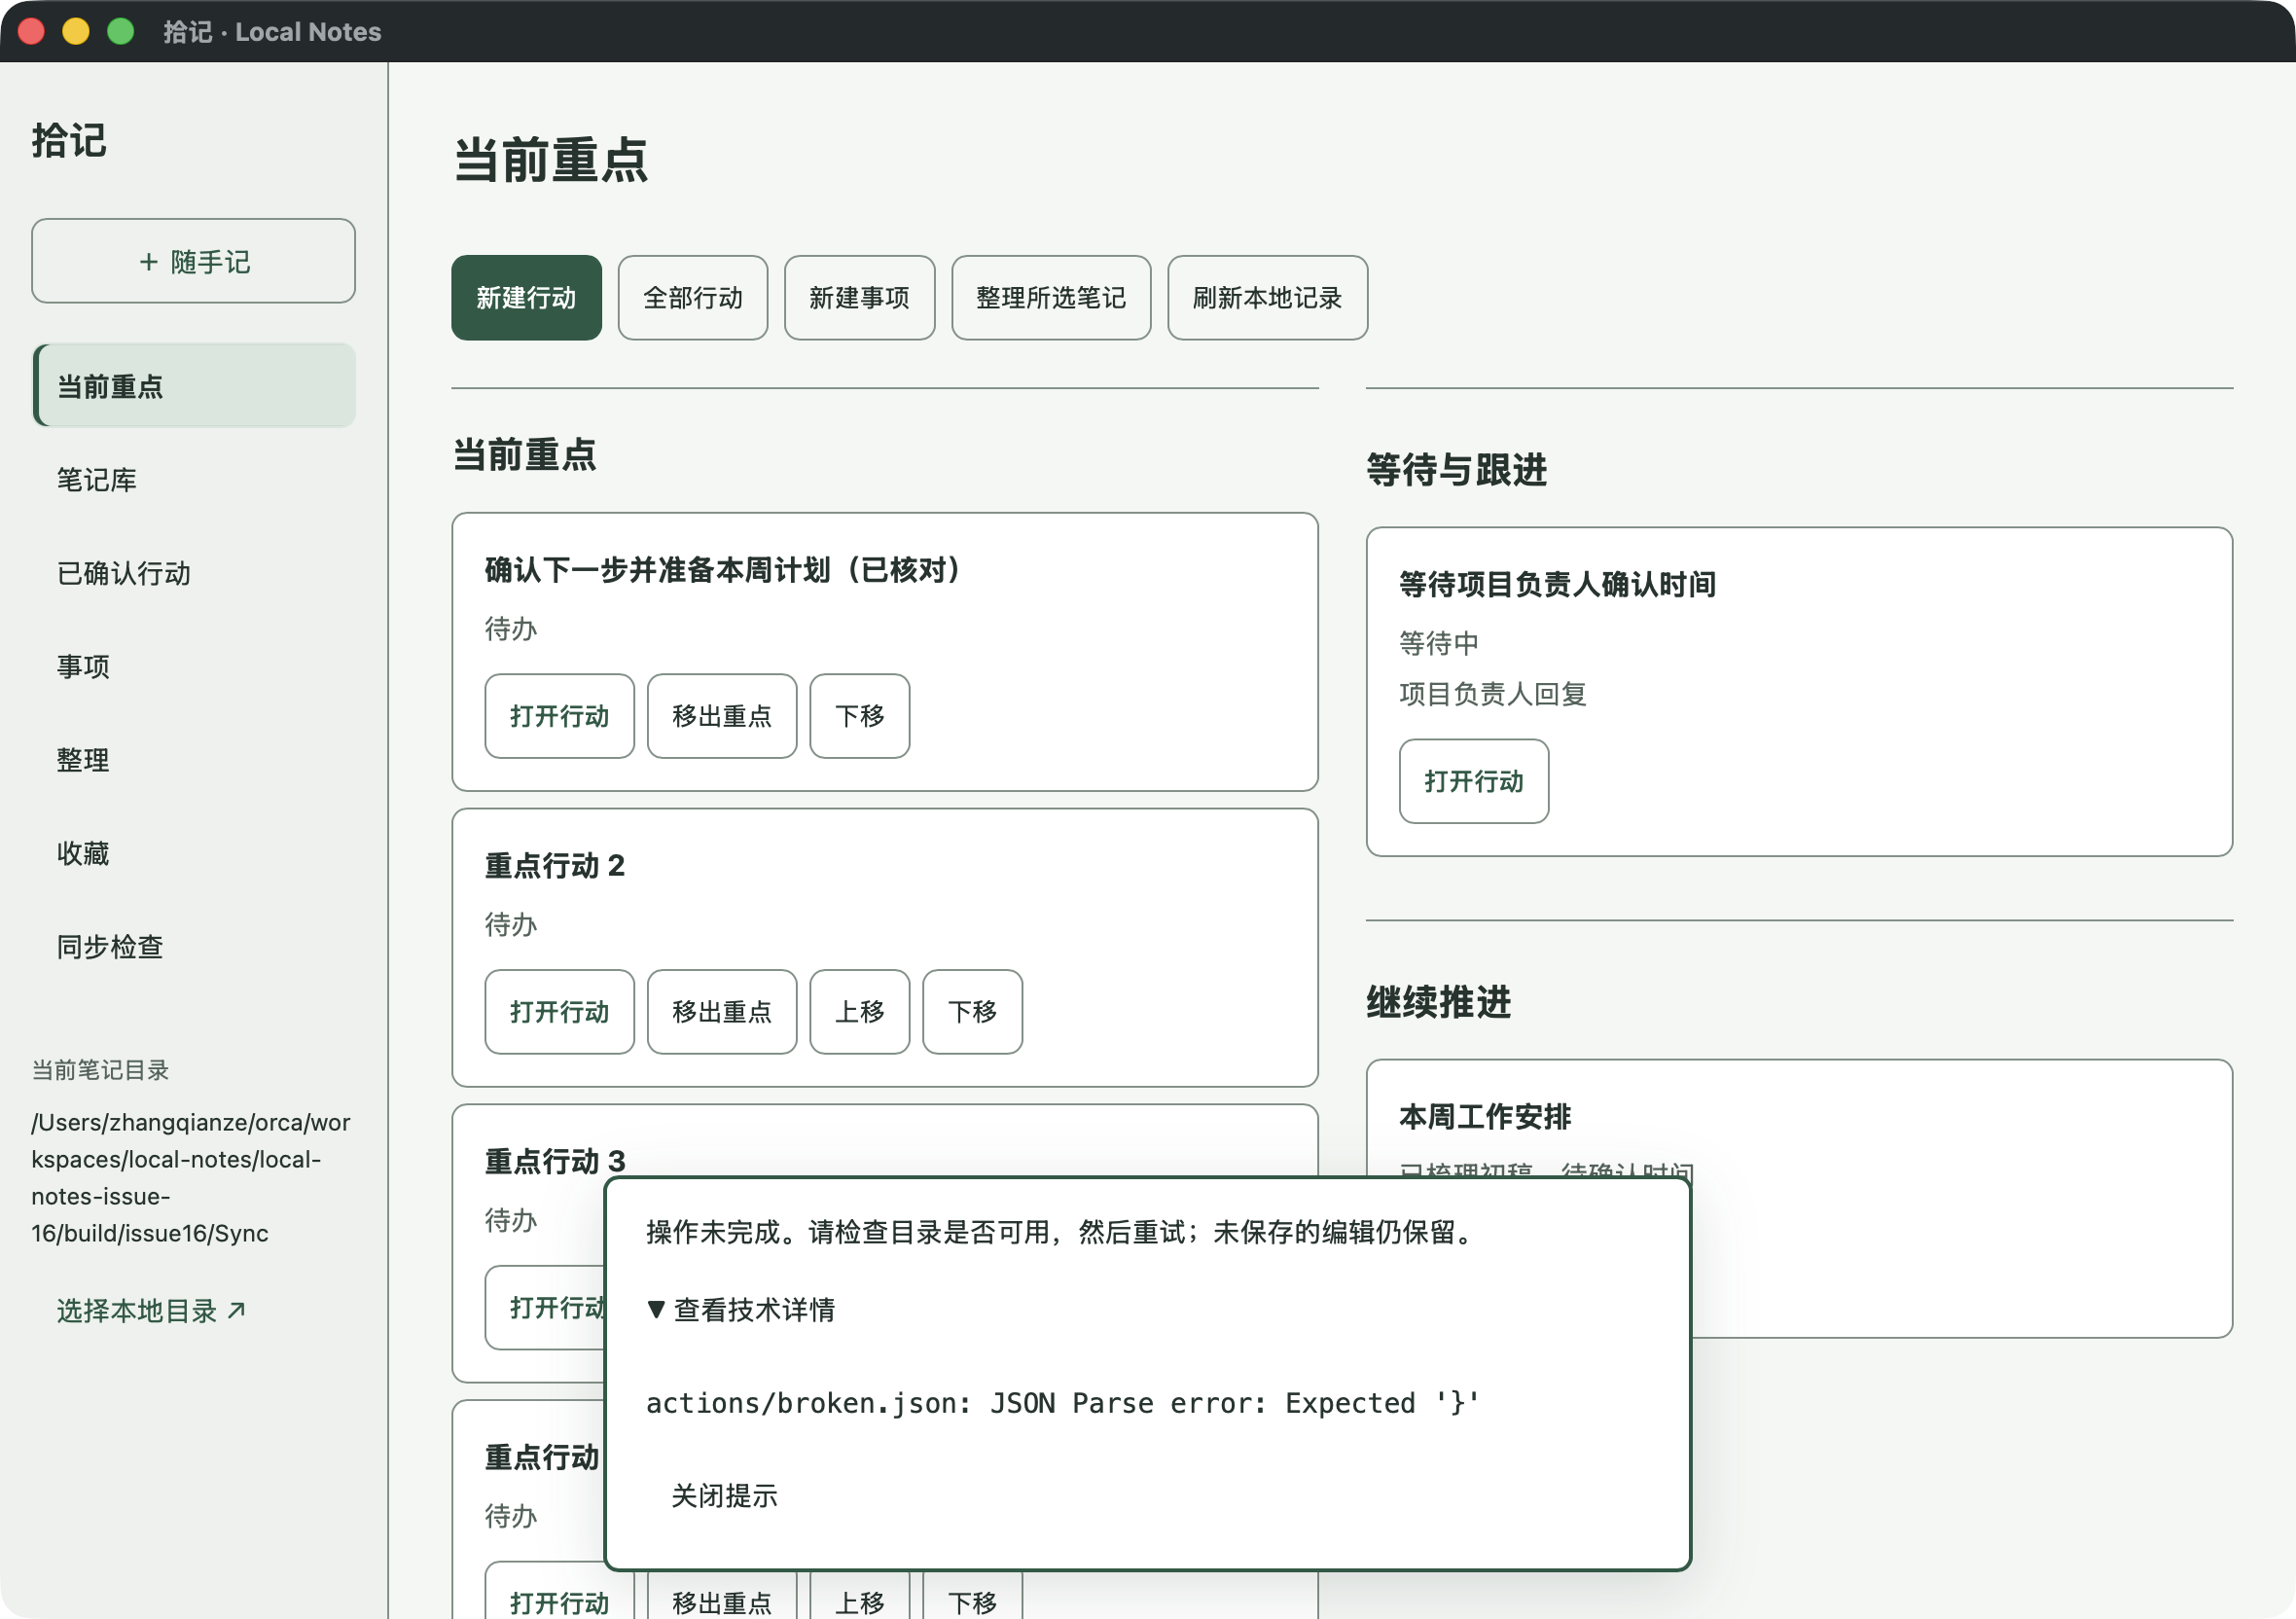 拾记 · Local Notes
拾记
+ 随手记
当前重点
笔记库
已确认行动
事项
整理
收藏
同步检查
当前笔记目录
/Users/zhangqianze/orca/wor
kspaces/local-notes/local-
notes-issue-
16/build/issue16/Sync
选择本地目录 ↗
当前重点
新建行动 全部行动 新建事项 整理所选笔记 刷新本地记录
当前重点
确认下一步并准备本周计划（已核对）
待办
打开行动 移出重点 下移
重点行动 2
待办
打开行动 移出重点 上移 下移
重点行动 3
待办
打开行动
重点行动
待办
打开行动 移出重点 上移 下移
等待与跟进
等待项目负责人确认时间
等待中
项目负责人回复
打开行动
继续推进
本周工作安排
已梳理初稿，待确认时间
操作未完成。请检查目录是否可用，然后重试；未保存的编辑仍保留。
▼ 查看技术详情
actions/broken.json: JSON Parse error: Expected '}'
关闭提示